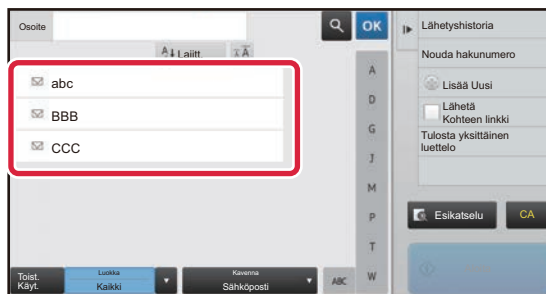 Osoite
OK
Lajitt.
abc
BBB
CCC
A
D
G
J
M
P
T
W
Toist.
Käyt.
Luokka
Kaikki
Kavenna
Sähköposti
ABC
Lähetyshistoria
Nouda hakunumero
Lisää Uusi
Lähetä
Kohteen linkki
Tulosta yksittäinen
luettelo
Esikatselu
CA